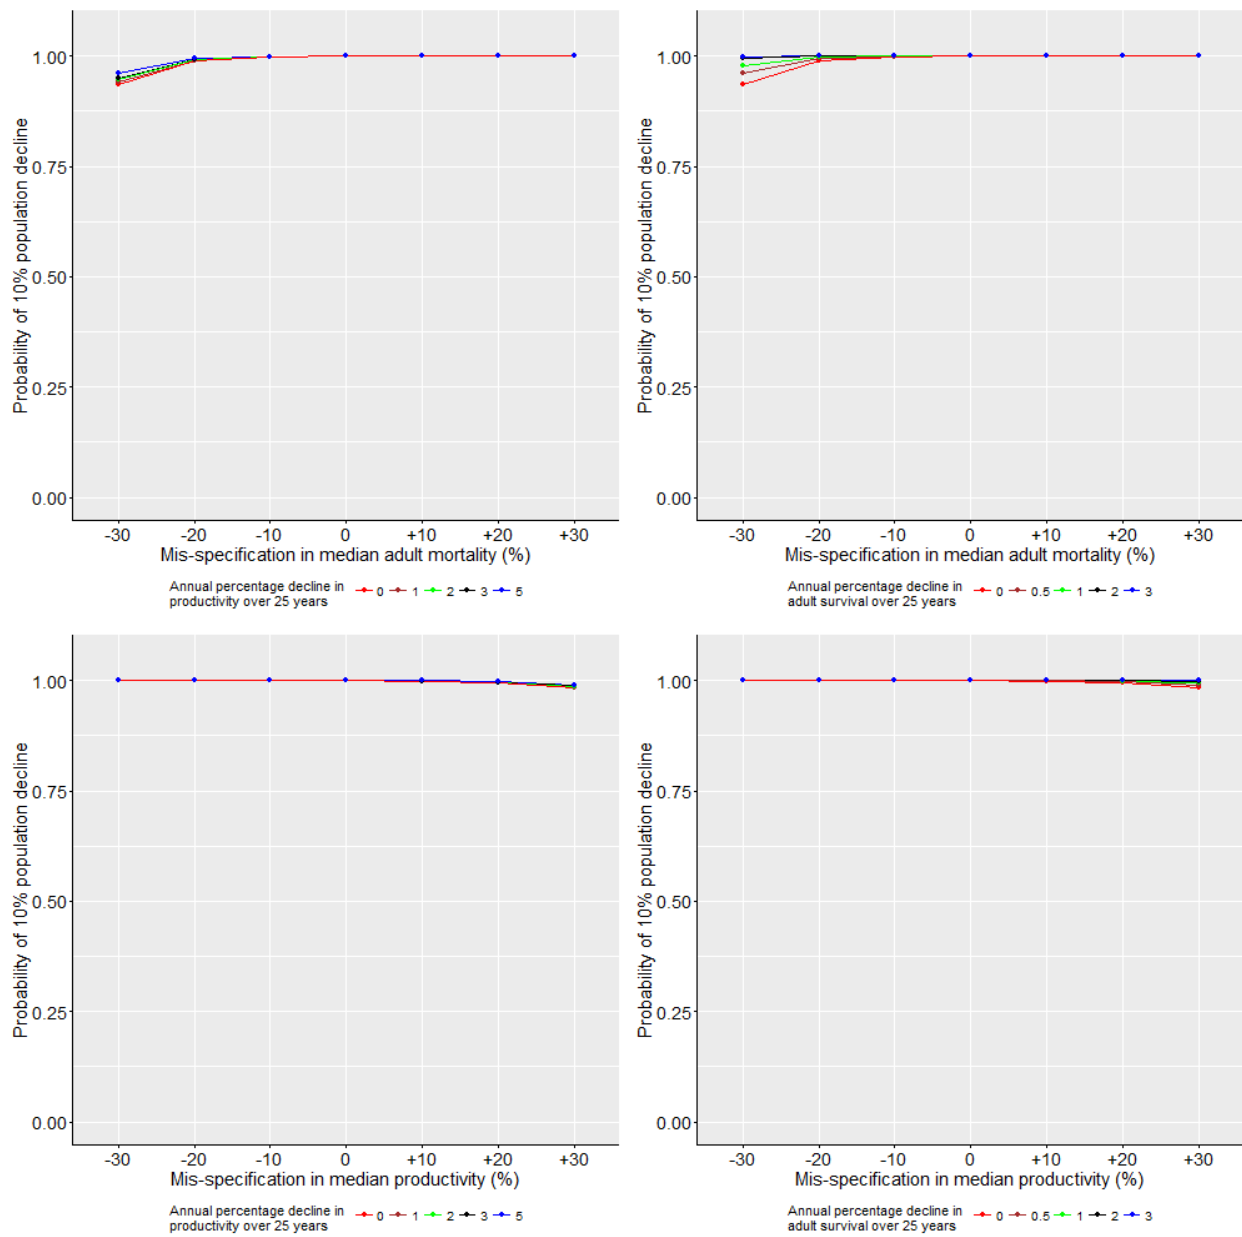 Probability of 10% population decline
1.00
0.75
0.50
0.25
0.00
-30 -20 -10 0 +10 +20 +30
Mis-specification in median adult mortality (%)
Annual percentage decline in
productivity over 25 years 0 1 2 3 5
Probability of 10% population decline
1.00
0.75
0.50
0.25
0.00
-30 -20 -10 0 +10 +20 +30
Mis-specification in median adult mortality (%)
Annual percentage decline in
adult survival over 25 years 0 0.5 1 2 3
Probability of 10% population decline
1.00
0.75
0.50
0.25
0.00
-30 -20 -10 0 +10 +20 +30
Mis-specification in median productivity (%)
Annual percentage decline in
productivity over 25 years 0 1 2 3 5
Probability of 10% population decline
1.00
0.75
0.50
0.25
0.00
-30 -20 -10 0 +10 +20 +30
Mis-specification in median productivity (%)
Annual percentage decline in
adult survival over 25 years 0 0.5 1 2 3